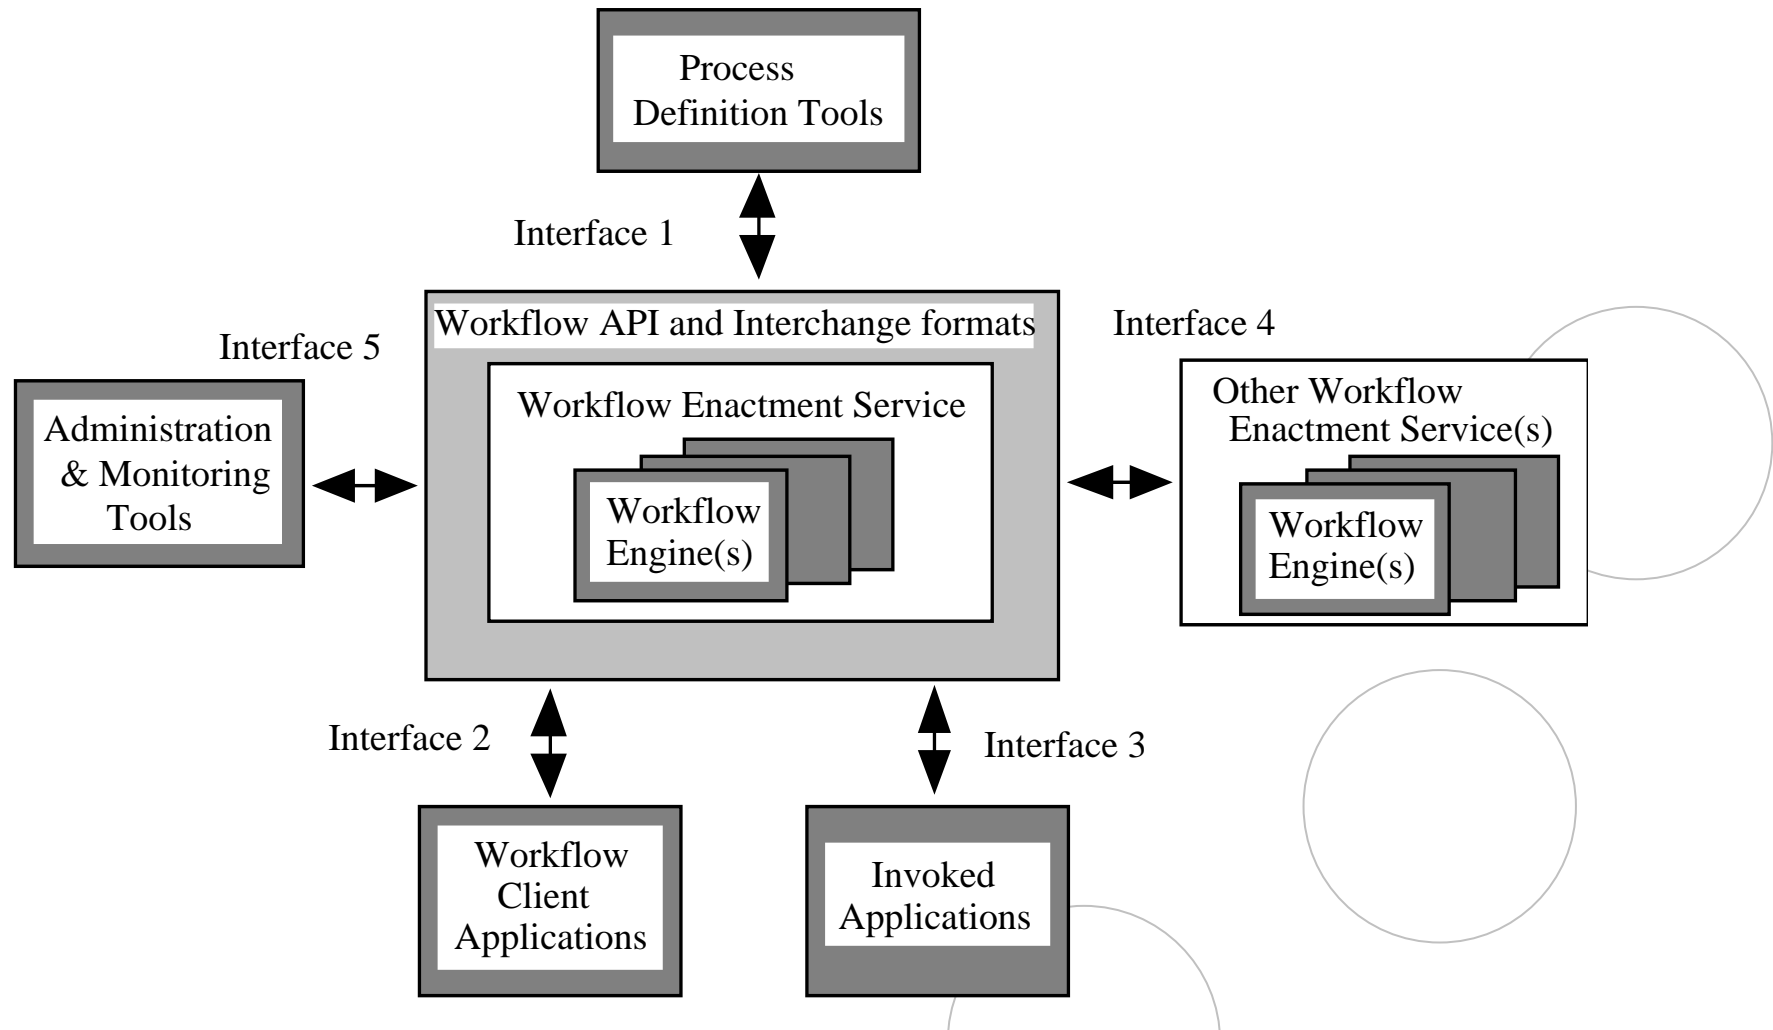 Process
Definition Tools
Interface 1
Workflow API and Interchange formats
Interface 4
Interface 5
Workflow Enactment Service
Other Workflow
Enactment Service(s)
Administration
& Monitoring
Tools
Workflow
Engine(s)
Workflow
Engine(s)
Interface 2
Interface 3
Workflow
Client
Applications
Invoked
Applications